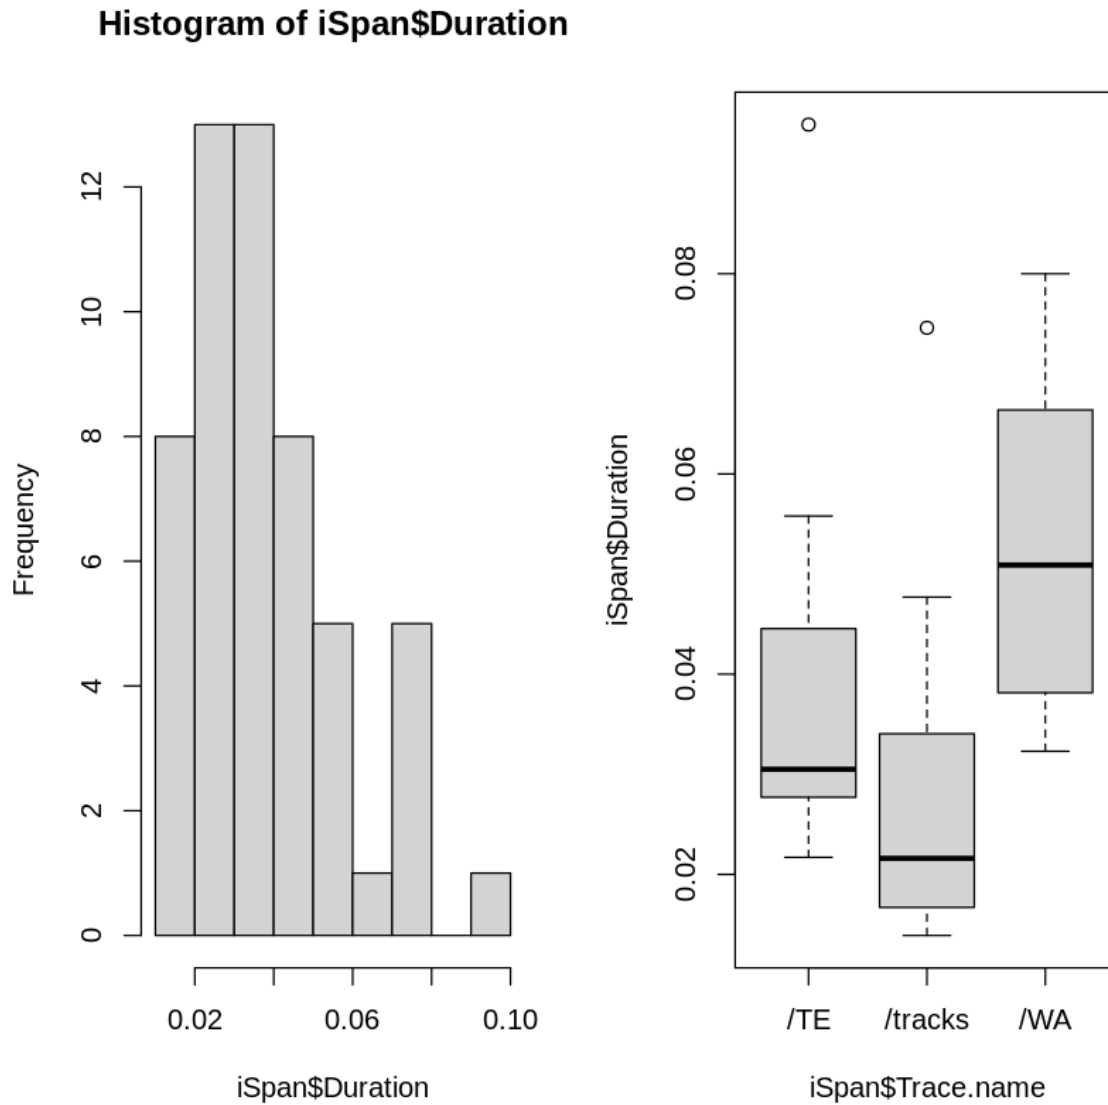 Histogram of iSpan$Duration
Frequency
12
10
8
6
4
2
0
0.02 0.06 0.10
iSpan$Duration
iSpan$Duration
0.08
0.06
0.04
0.02
/TE /tracks /WA
iSpan$Trace.name